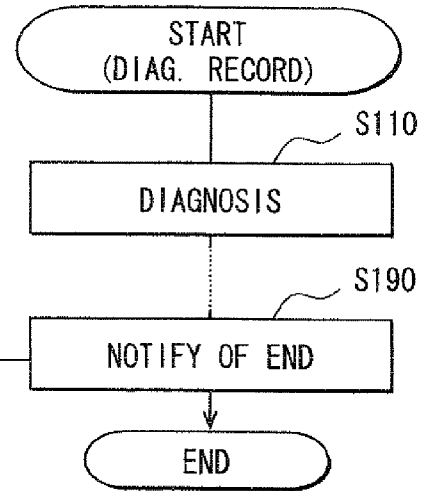 START
(DIAG. RECORD)
S110
DIAGNOSIS
S190
NOTIFY OF END
END